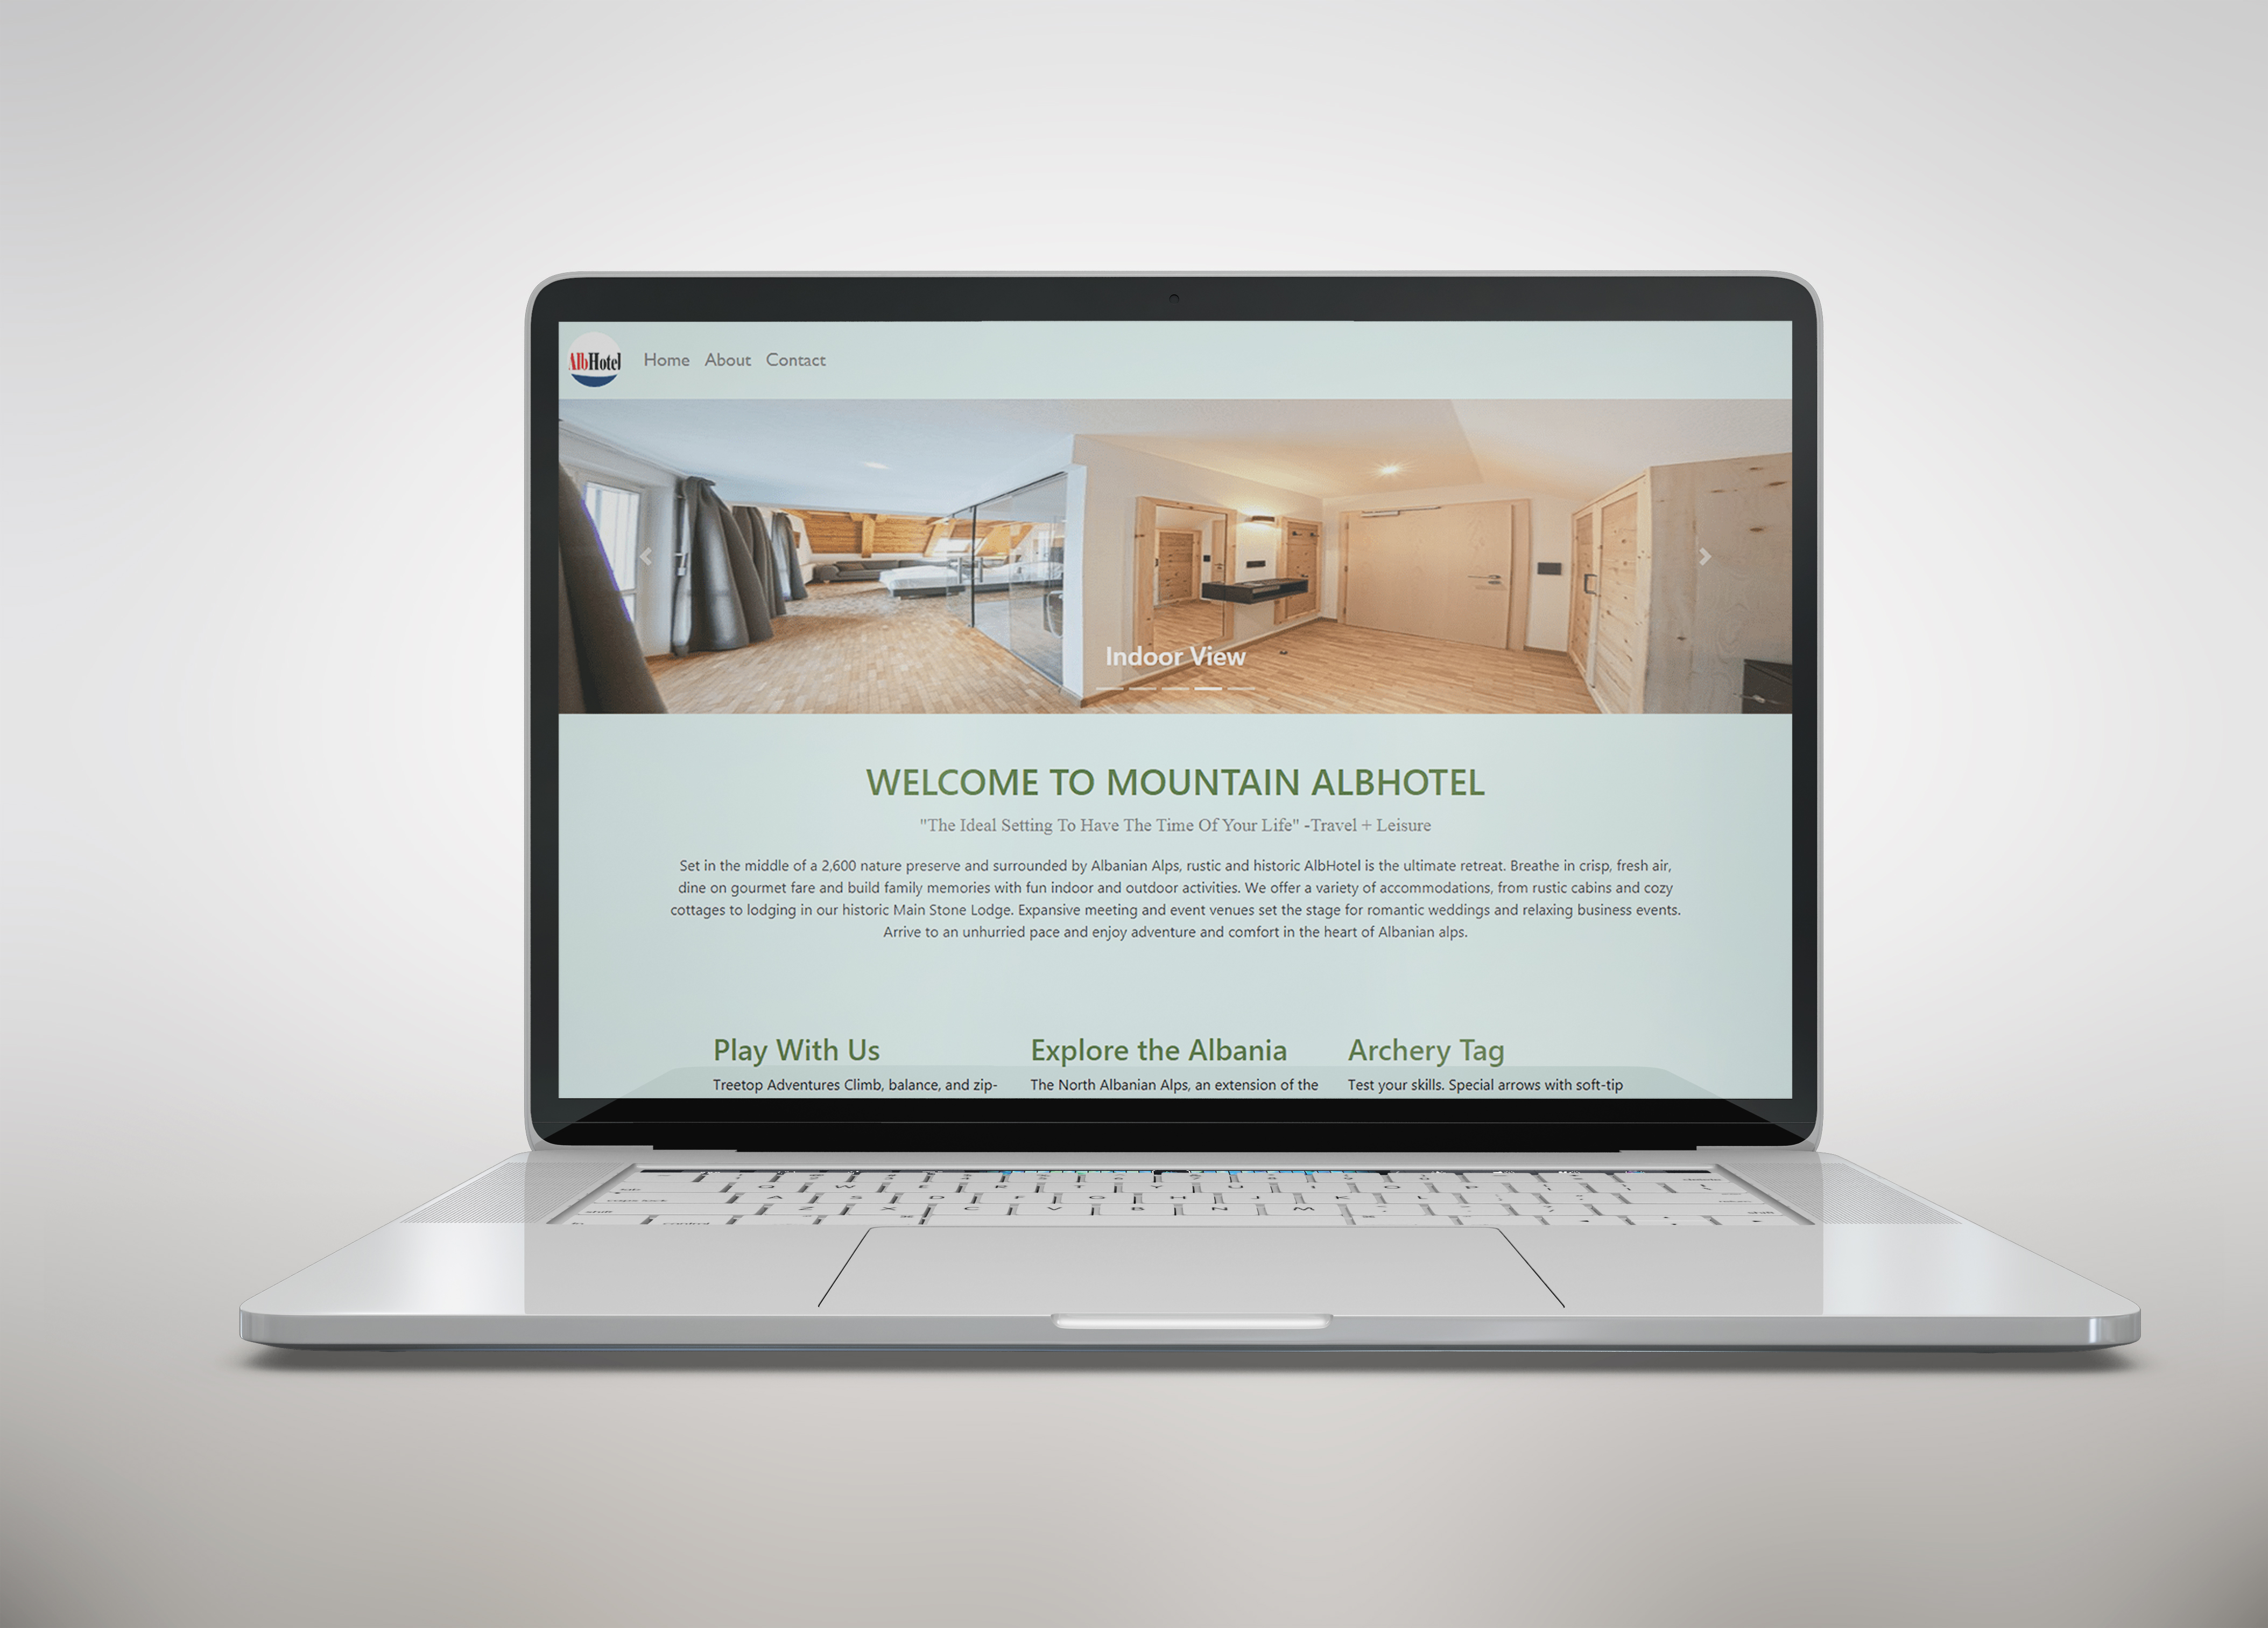 AlbHotel
Home About Contact
Indoor View
WELCOME TO MOUNTAIN ALBHOTEL
"The Ideal Setting To Have The Time Of Your Life" -Travel + Leisure
Set in the middle of a 2,600 nature preserve and surrounded by Albanian Alps, rustic and historic AlbHotel is the ultimate retreat. Breathe in crisp, fresh air,
dine on gourmet fare and build family memories with fun indoor and outdoor activities. We offer a variety of accommodations, from rustic cabins and cozy
cottages to lodging in our historic Main Stone Lodge. Expansive meeting and event venues set the stage for romantic weddings and relaxing business events.
Arrive to an unhurried pace and enjoy adventure and comfort in the heart of Albanian alps.
Play With Us
Treetop Adventures Climb, balance, and zip-
Explore the Albania
The North Albanian Alps, an extension of the
Archery Tag
Test your skills. Special arrows with soft-tip
Q W E R T Y U I O P
A S D F G H J K L
Z X C V B N M